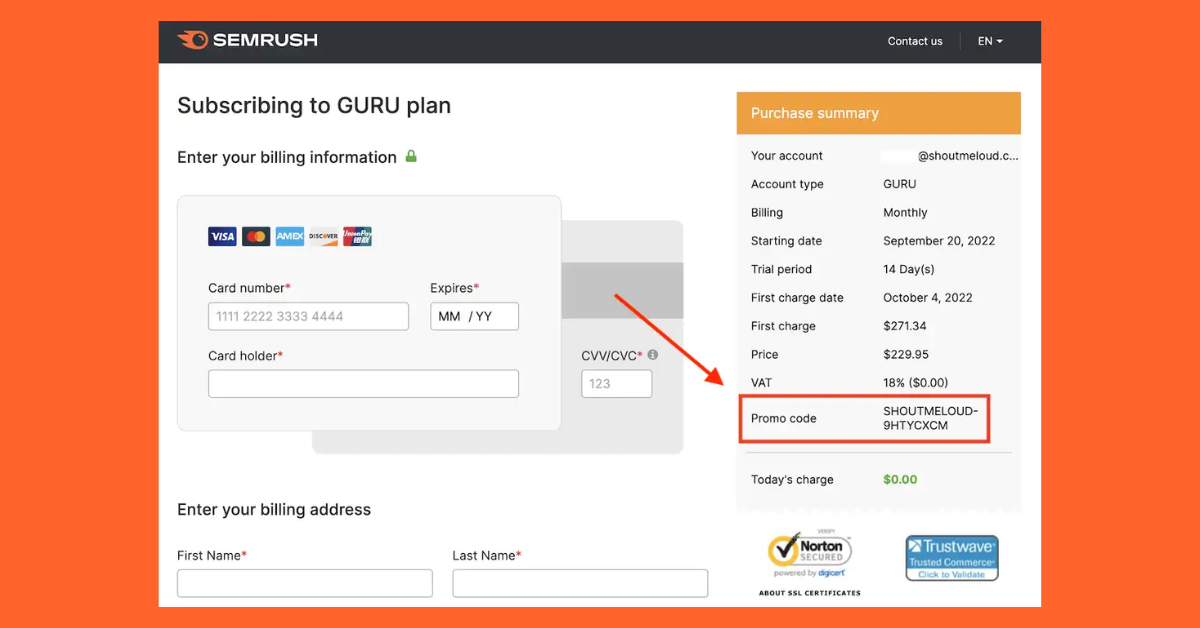 SEMRUSH
Contact us
EN
Subscribing to GURU plan
Enter your billing information
VISA
AMEX
DISCOVER
UnionPay
银联
Card number*
Expires*
1111 2222 3333 4444
MM / YY
Card holder*
CVV/CVC*
123
Enter your billing address
First Name*
Last Name*
Purchase summary
Your account @shoutmeloud.c...
Account type GURU
Billing Monthly
Starting date September 20, 2022
Trial period 14 Day(s)
First charge date October 4, 2022
First charge $271.34
Price $229.95
VAT 18% ($0.00)
Promo code SHOUTMELOUD-
9HTYCXCM
Today's charge $0.00
VERIFY
Norton
SECURED
powered by digicert
ABOUT SSL CERTIFICATES
Trustwave
Trusted Commerce
Click to Validate